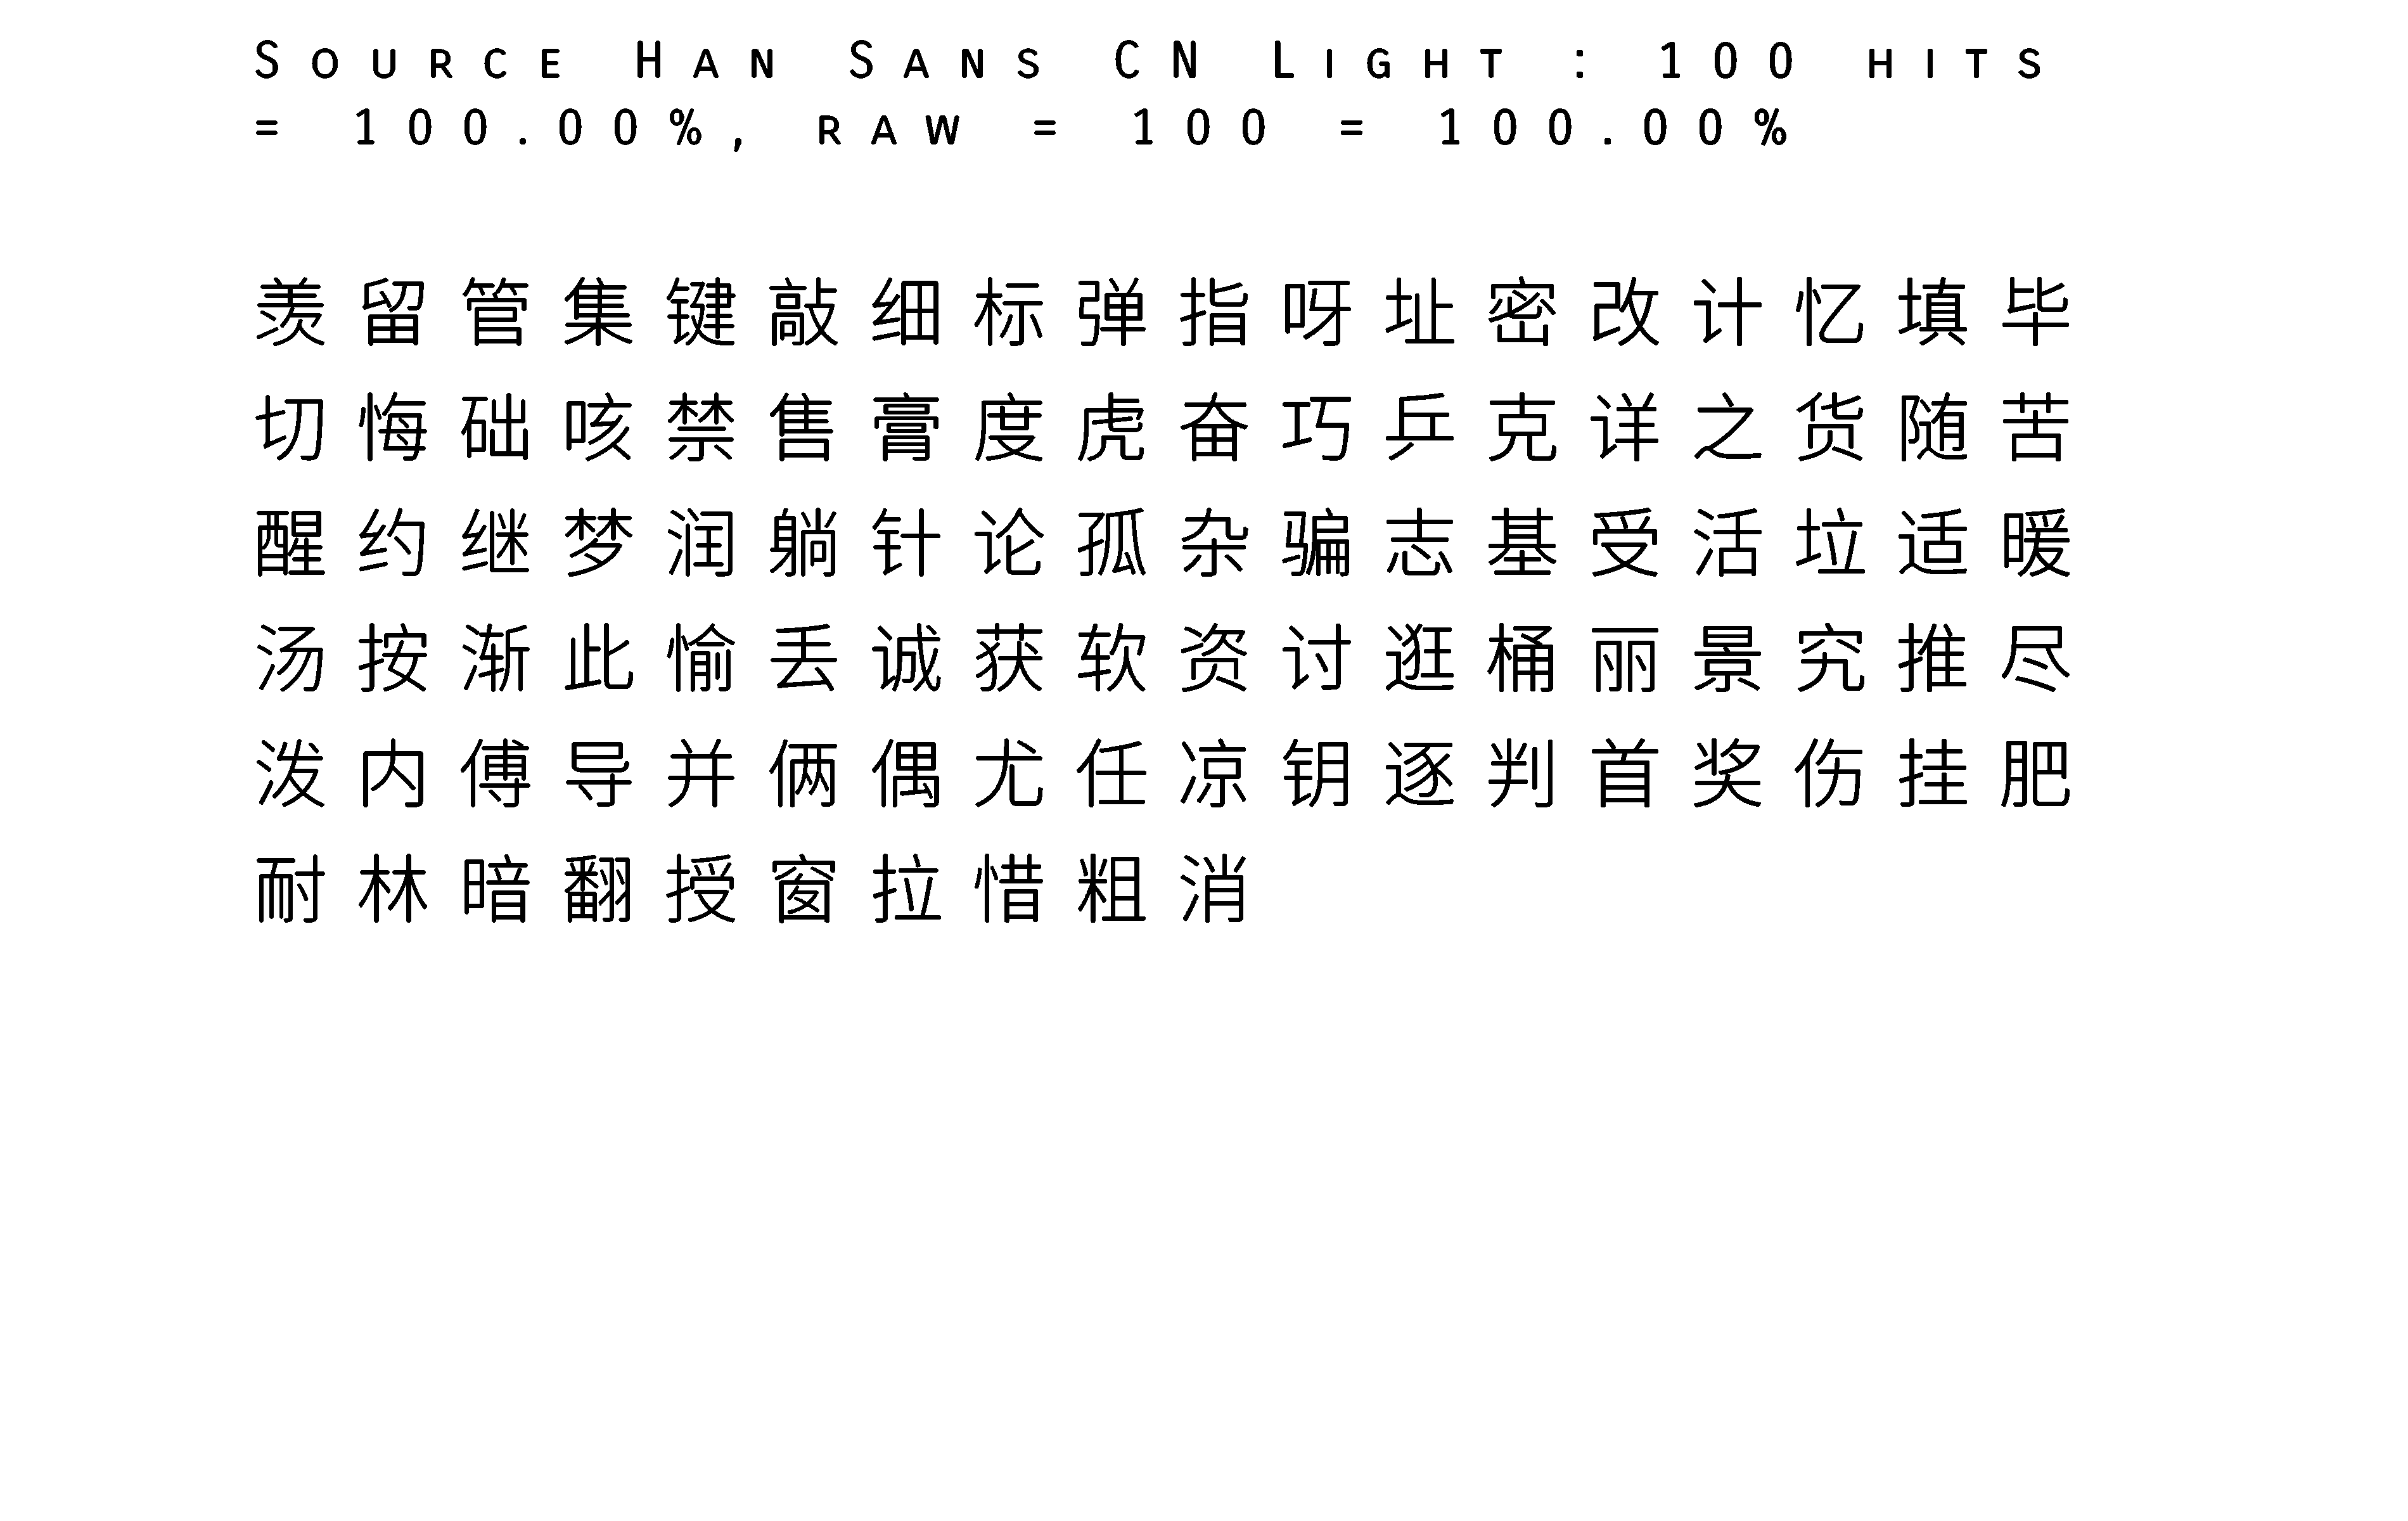 Source Han Sans CN Light : 100 hits
= 100.00%, raw = 100 = 100.00%
羡留管集键敲细标弹指呀址密改计忆填毕
切悔础咳禁售膏度虎奋巧乒克详之货随苦
醒约继梦润躺针论孤杂骗志基受活垃适暖
汤按渐此愉丢诚获软资讨逛桶丽景究推尽
泼内傅导并俩偶尤任凉钥逐判首奖伤挂肥
耐林暗翻授窗拉惜粗消